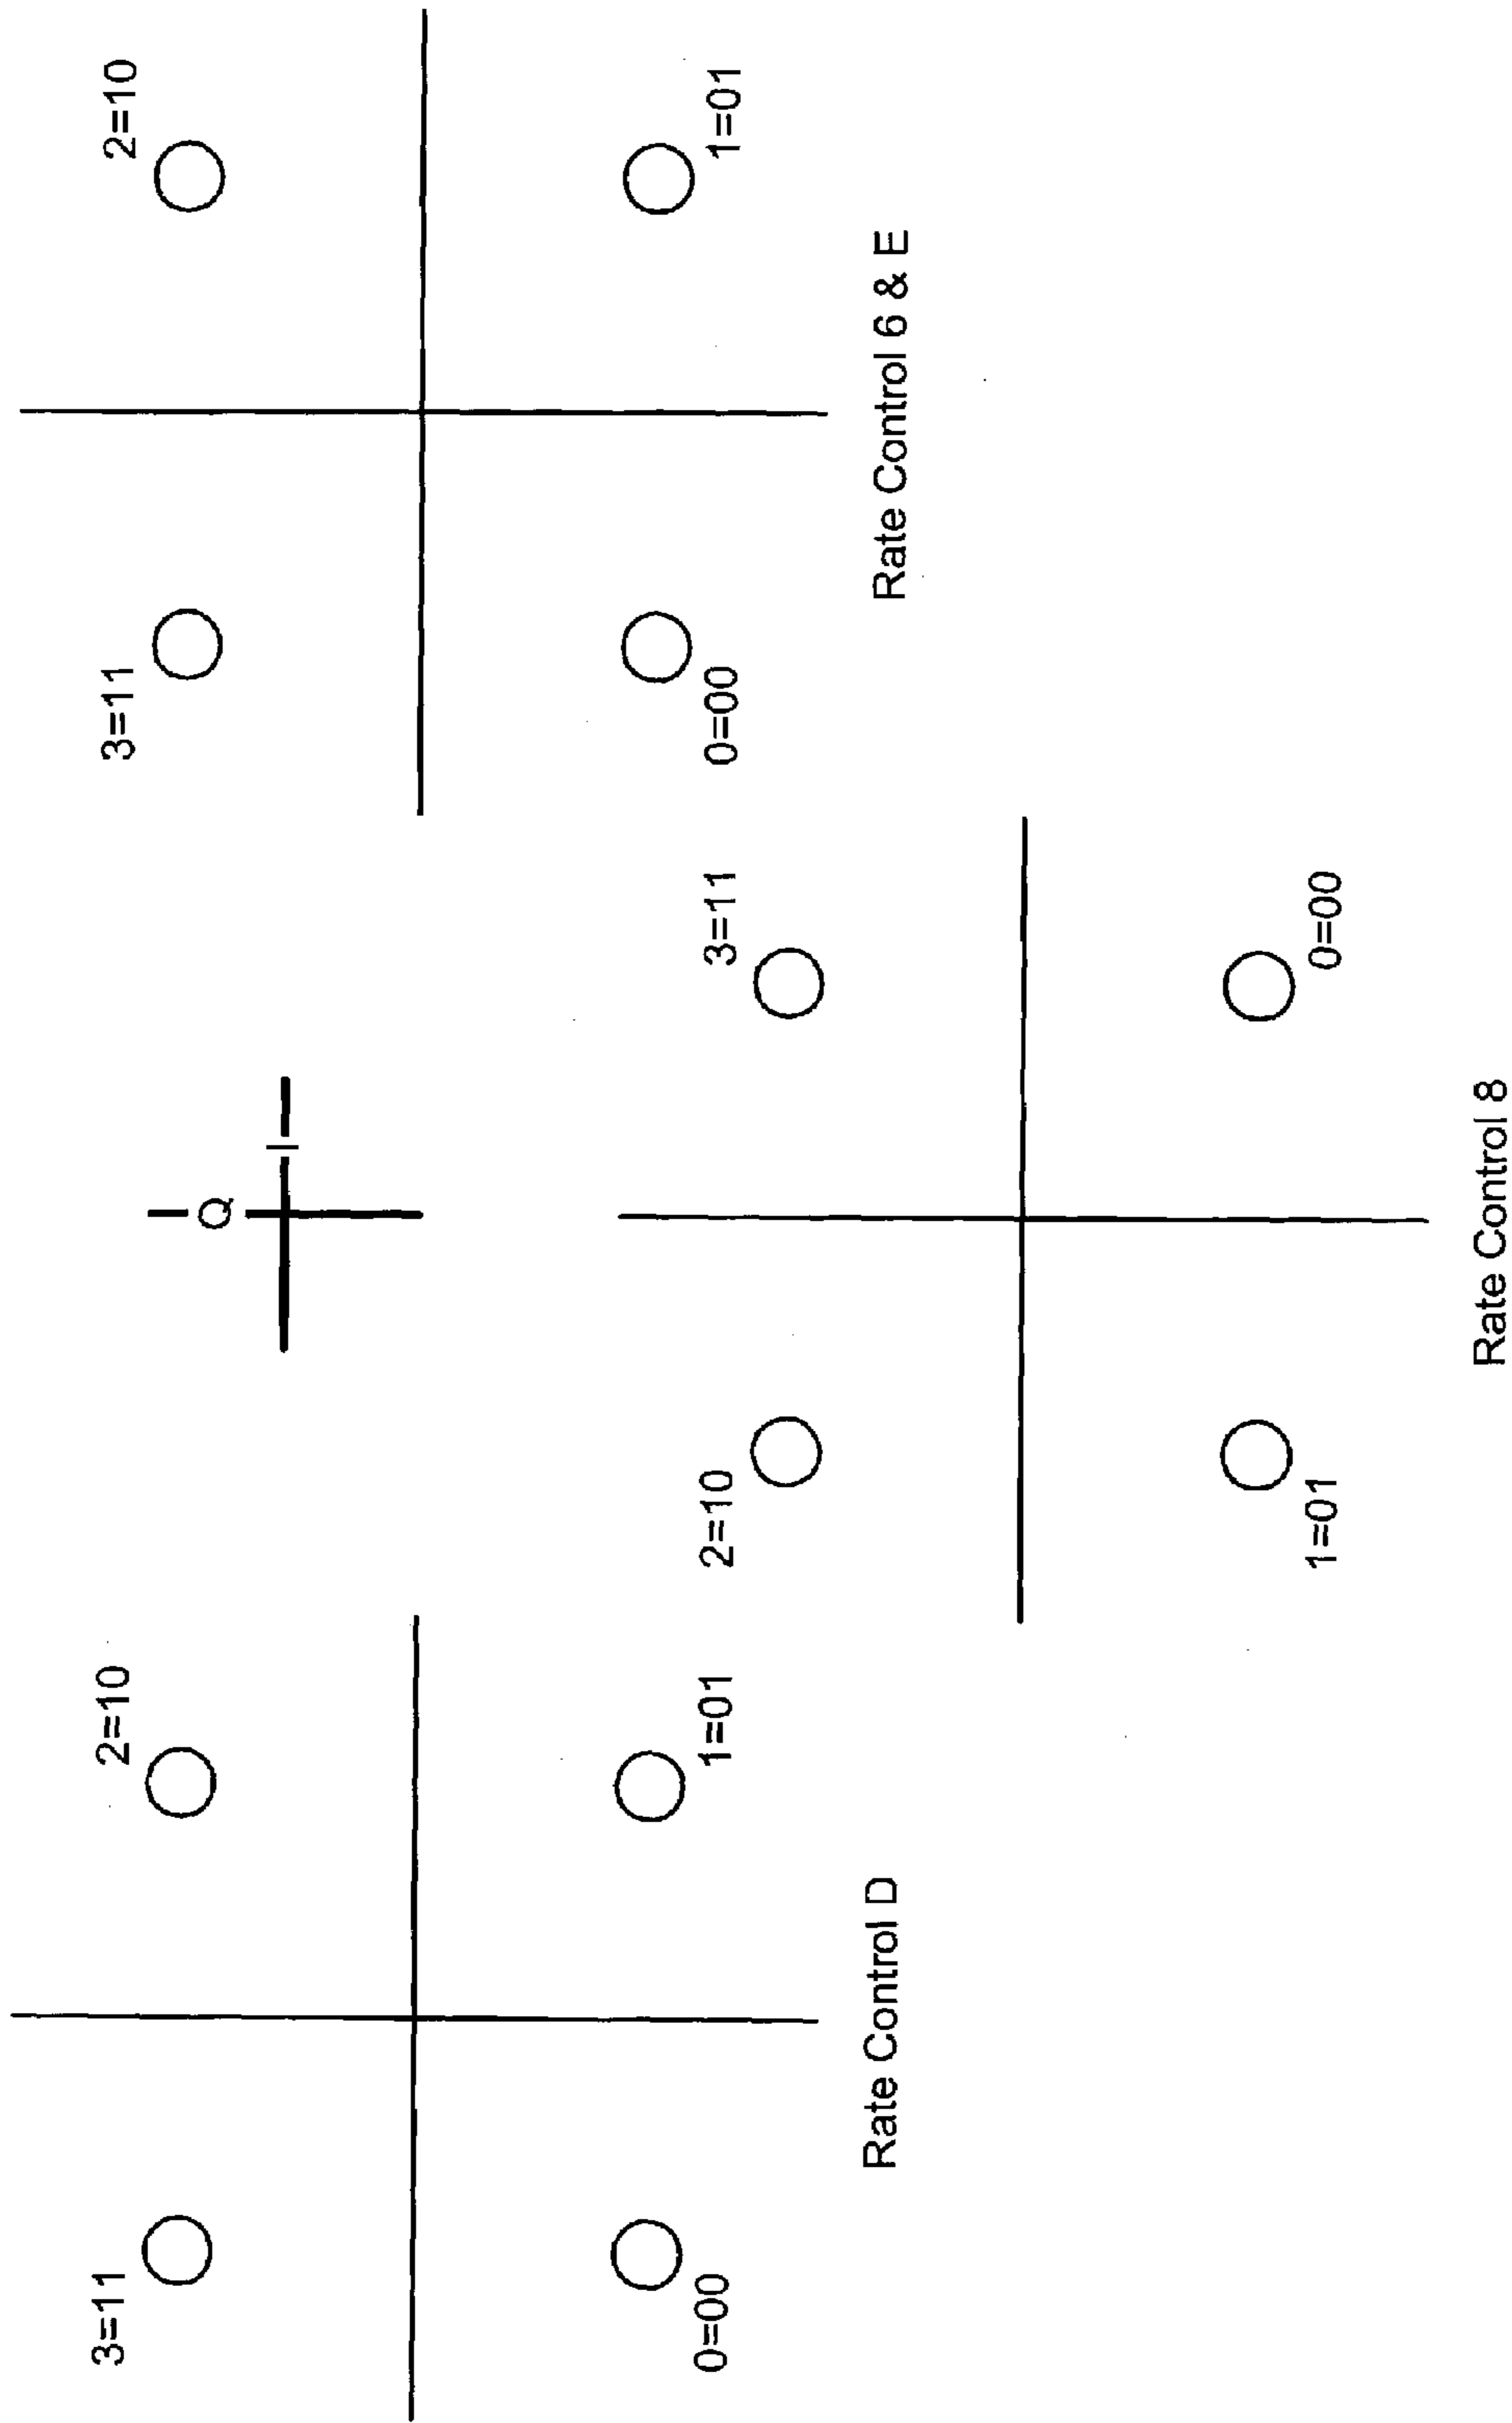 3=11
2=10
0=00
1=01
Rate Control D
Q
I
2=10
3=11
1=01
0=00
Rate Control 8
3=11
2=10
0=00
1=01
Rate Control 6 & E